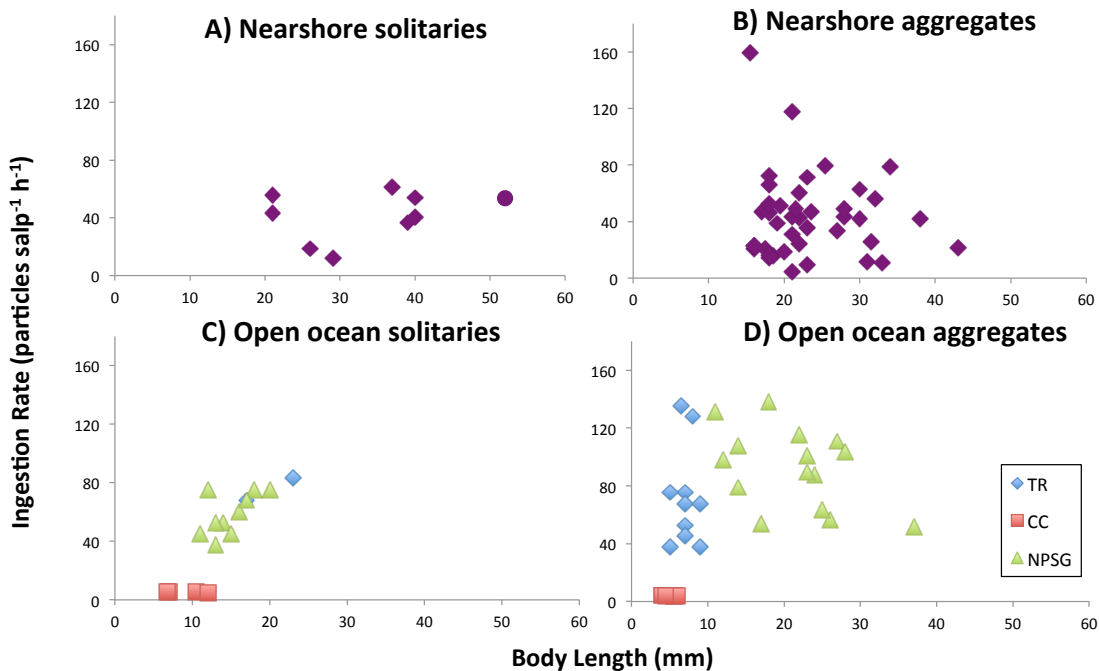 A) Nearshore solitaries
B) Nearshore aggregates
160
120
80
40
0
0 10 20 30 40 50 60
160
120
80
40
0
0 10 20 30 40 50 60
C) Open ocean solitaries
D) Open ocean aggregates
160
120
80
40
0
0 10 20 30 40 50 60
160
120
80
40
0
0 10 20 30 40 50 60
TR
CC
NPSG
Ingestion Rate (particles salp⁻¹ h⁻¹)
Body Length (mm)